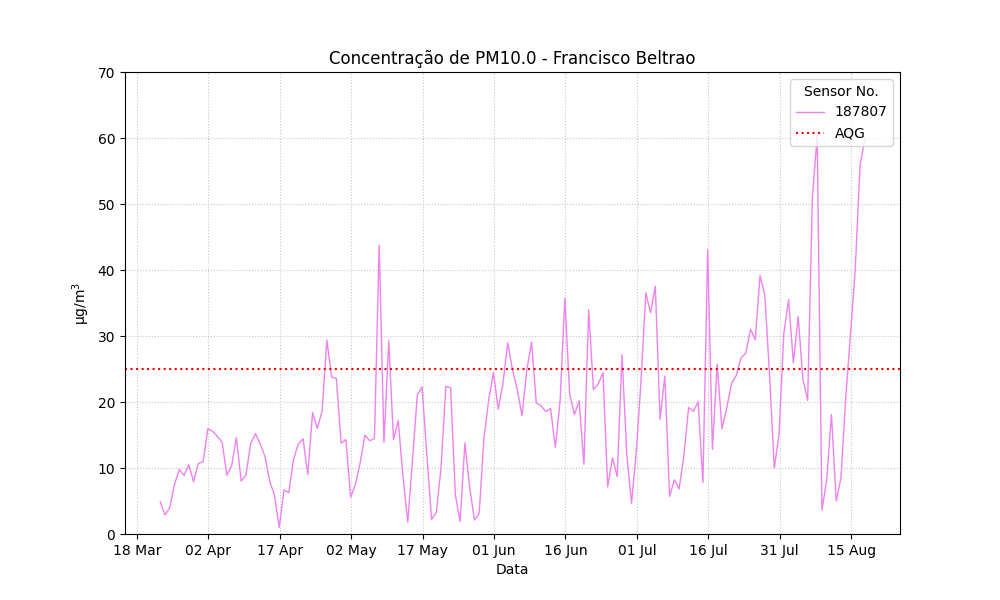 Concentração de PM10.0 - Francisco Beltrao
Sensor No.
187807
AQG
70
60
50
40
30
20
10
0
µg/m³
18 Mar
02 Apr
17 Apr
02 May
17 May
01 Jun
16 Jun
01 Jul
16 Jul
31 Jul
15 Aug
Data